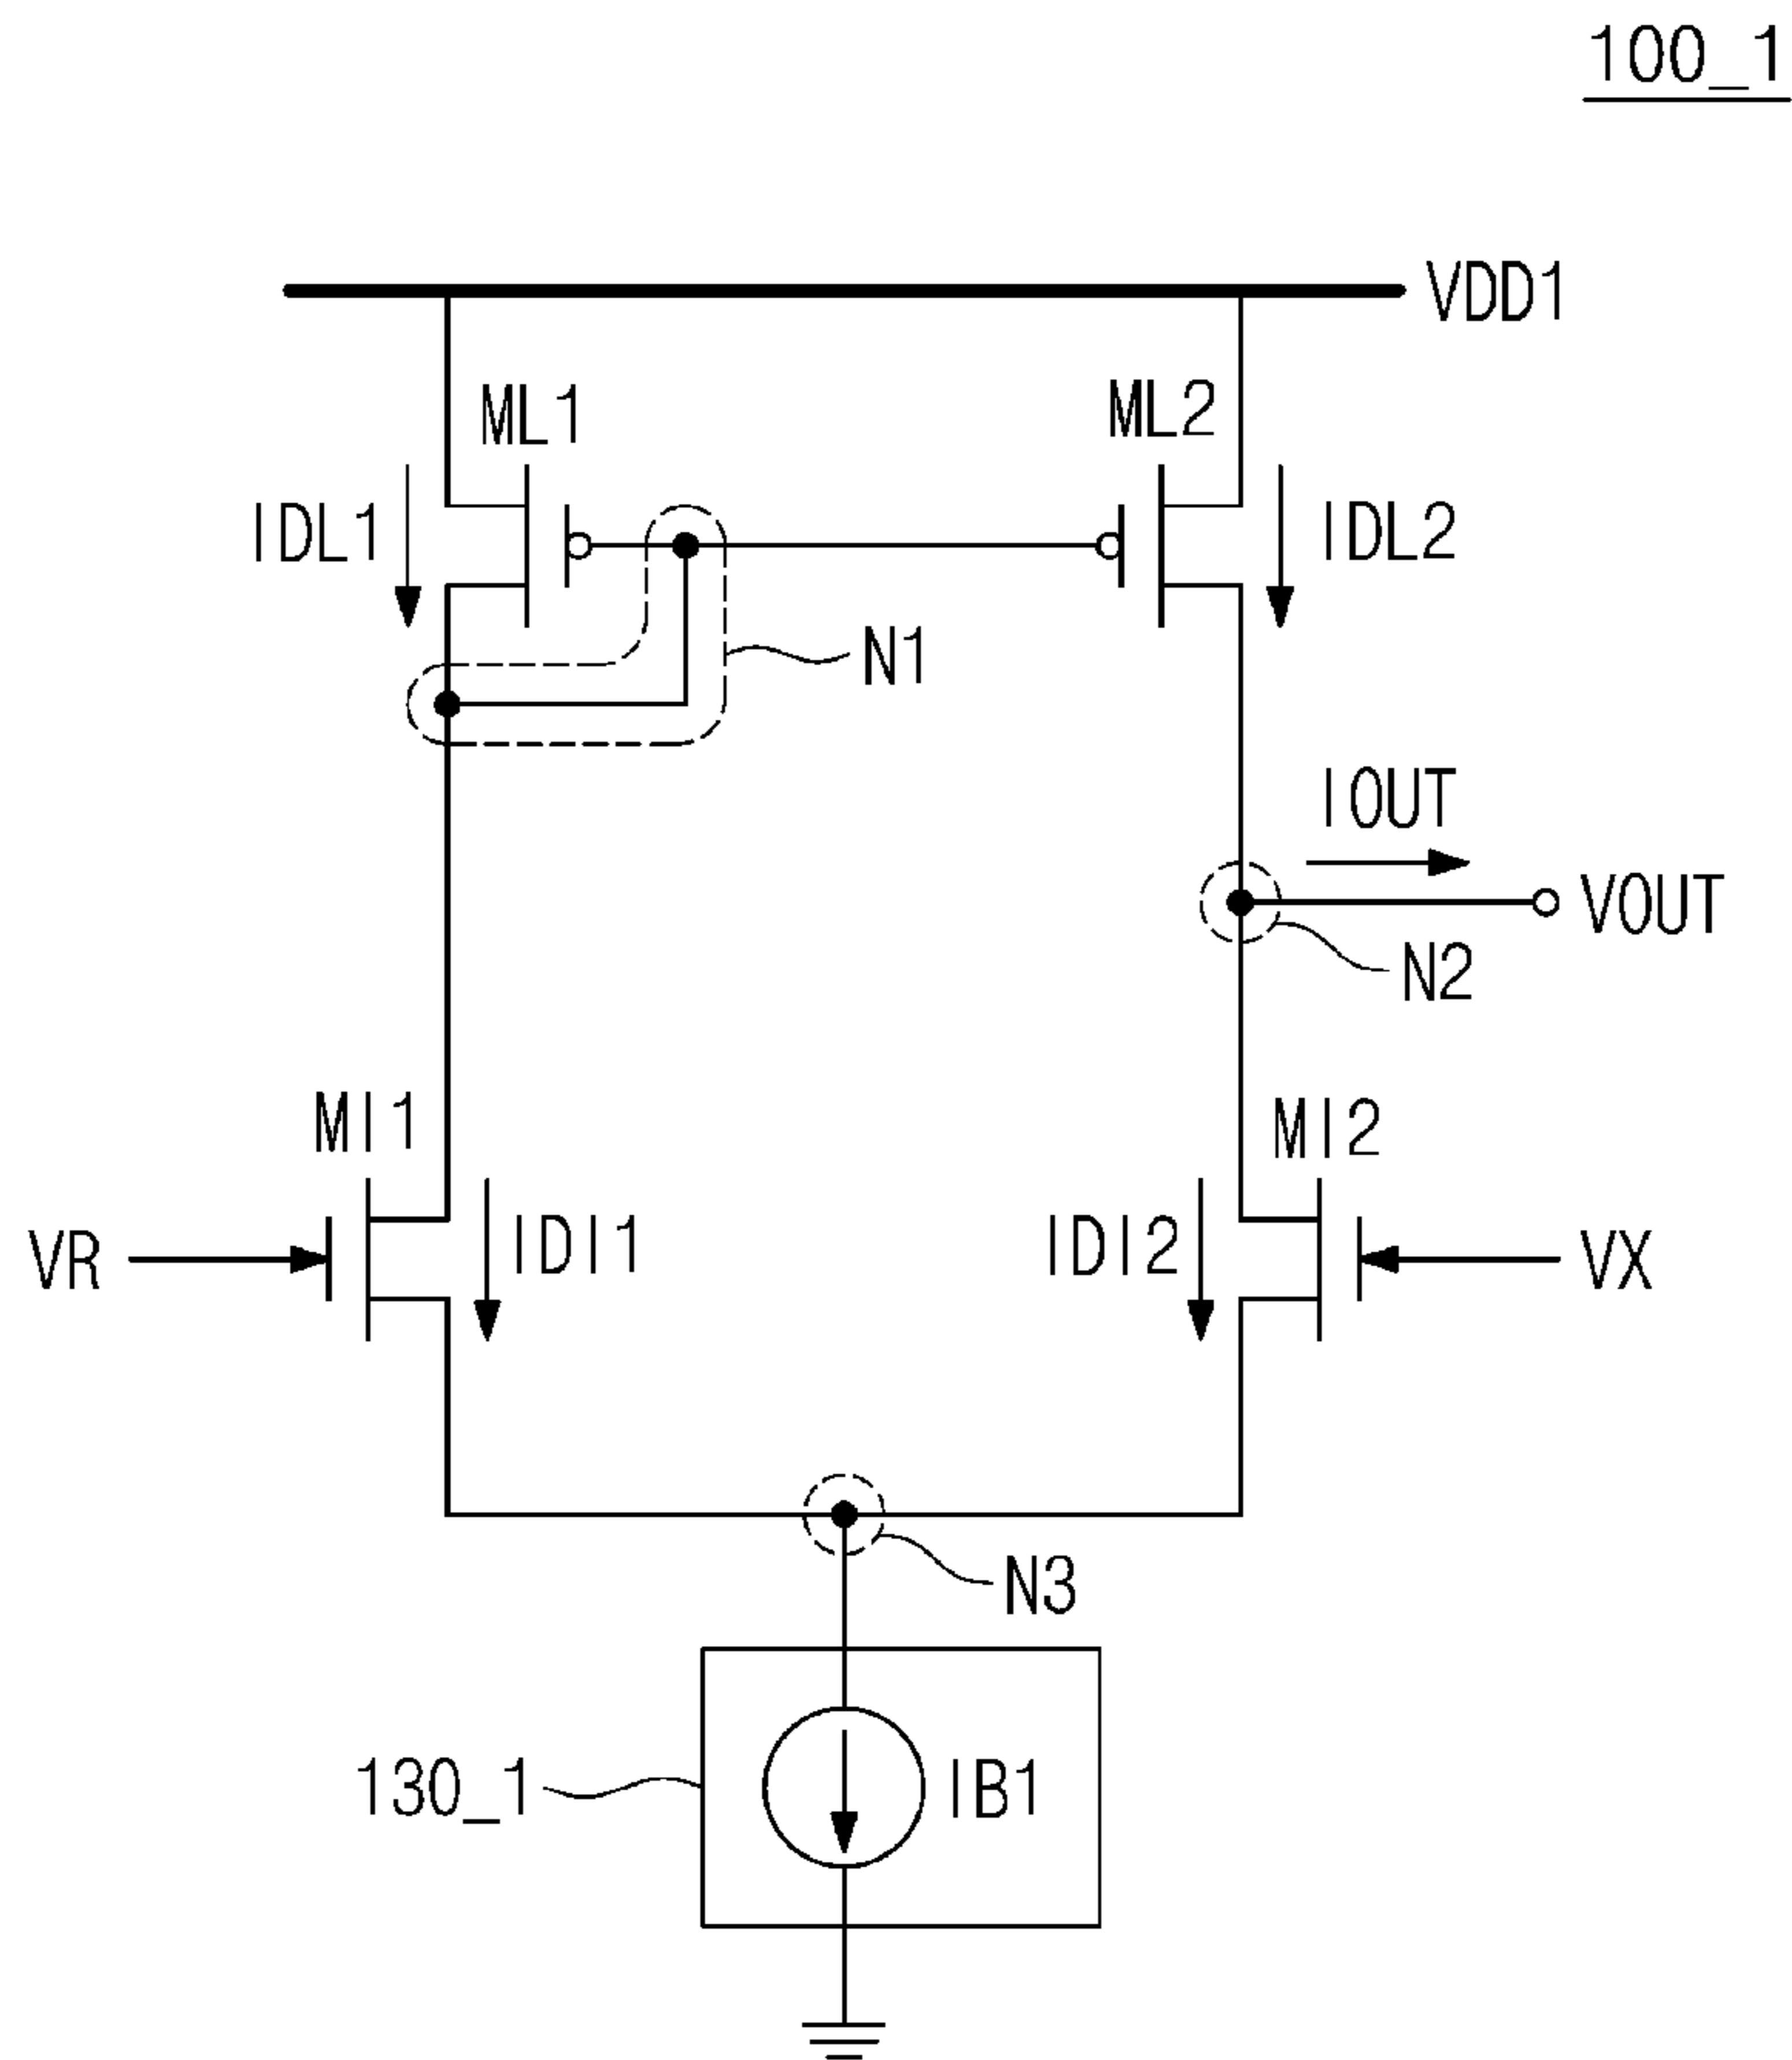 100_1
VDD1
ML1
ML2
IDL1
IDL2
N1
IOUT
VOUT
N2
MI1
MI2
VR
IDI1
IDI2
VX
N3
130_1
IB1